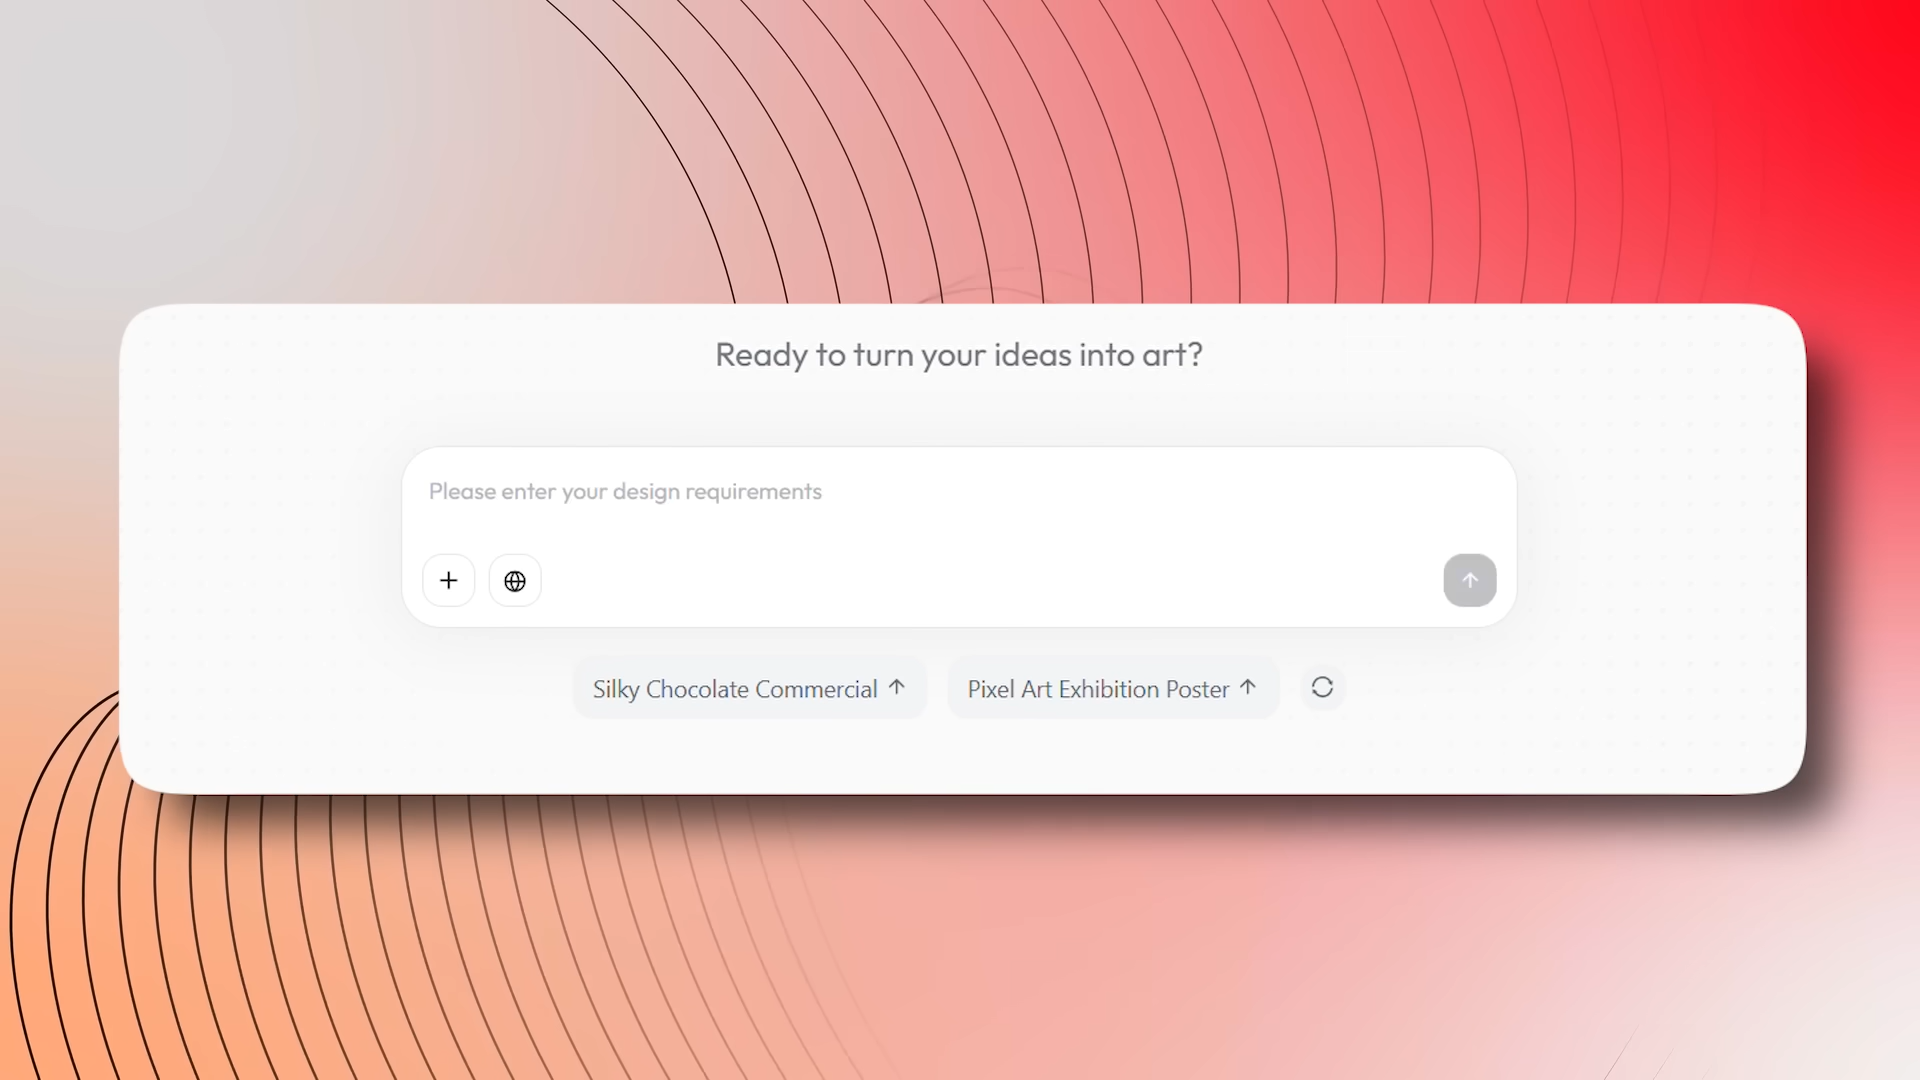 Ready to turn your ideas into art?
Please enter your design requirements
Silky Chocolate Commercial ↑
Pixel Art Exhibition Poster ↑